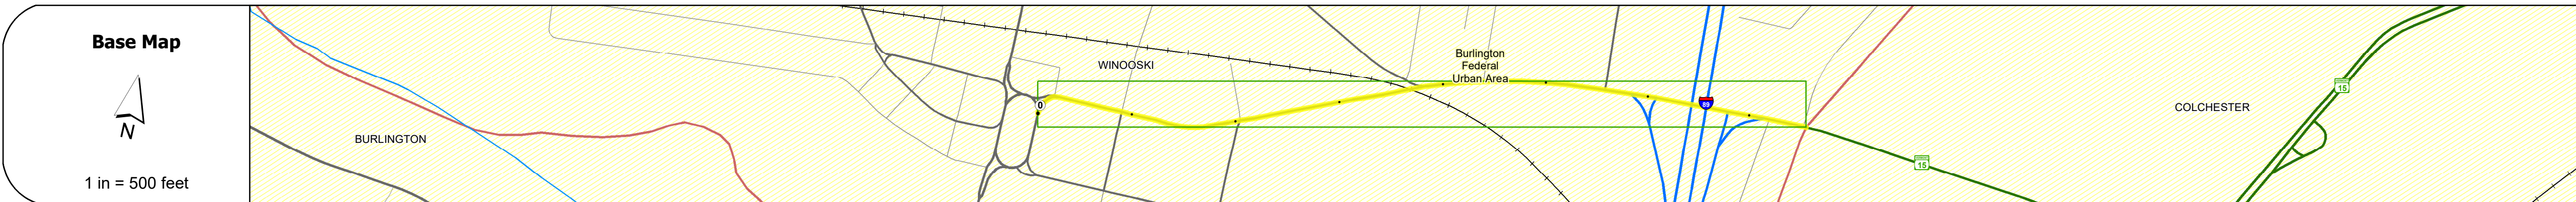 Base Map
N
1 in = 500 feet
BURLINGTON
WINOOSKI
0
Burlington
Federal
Urban Area
89
15
COLCHESTER
15